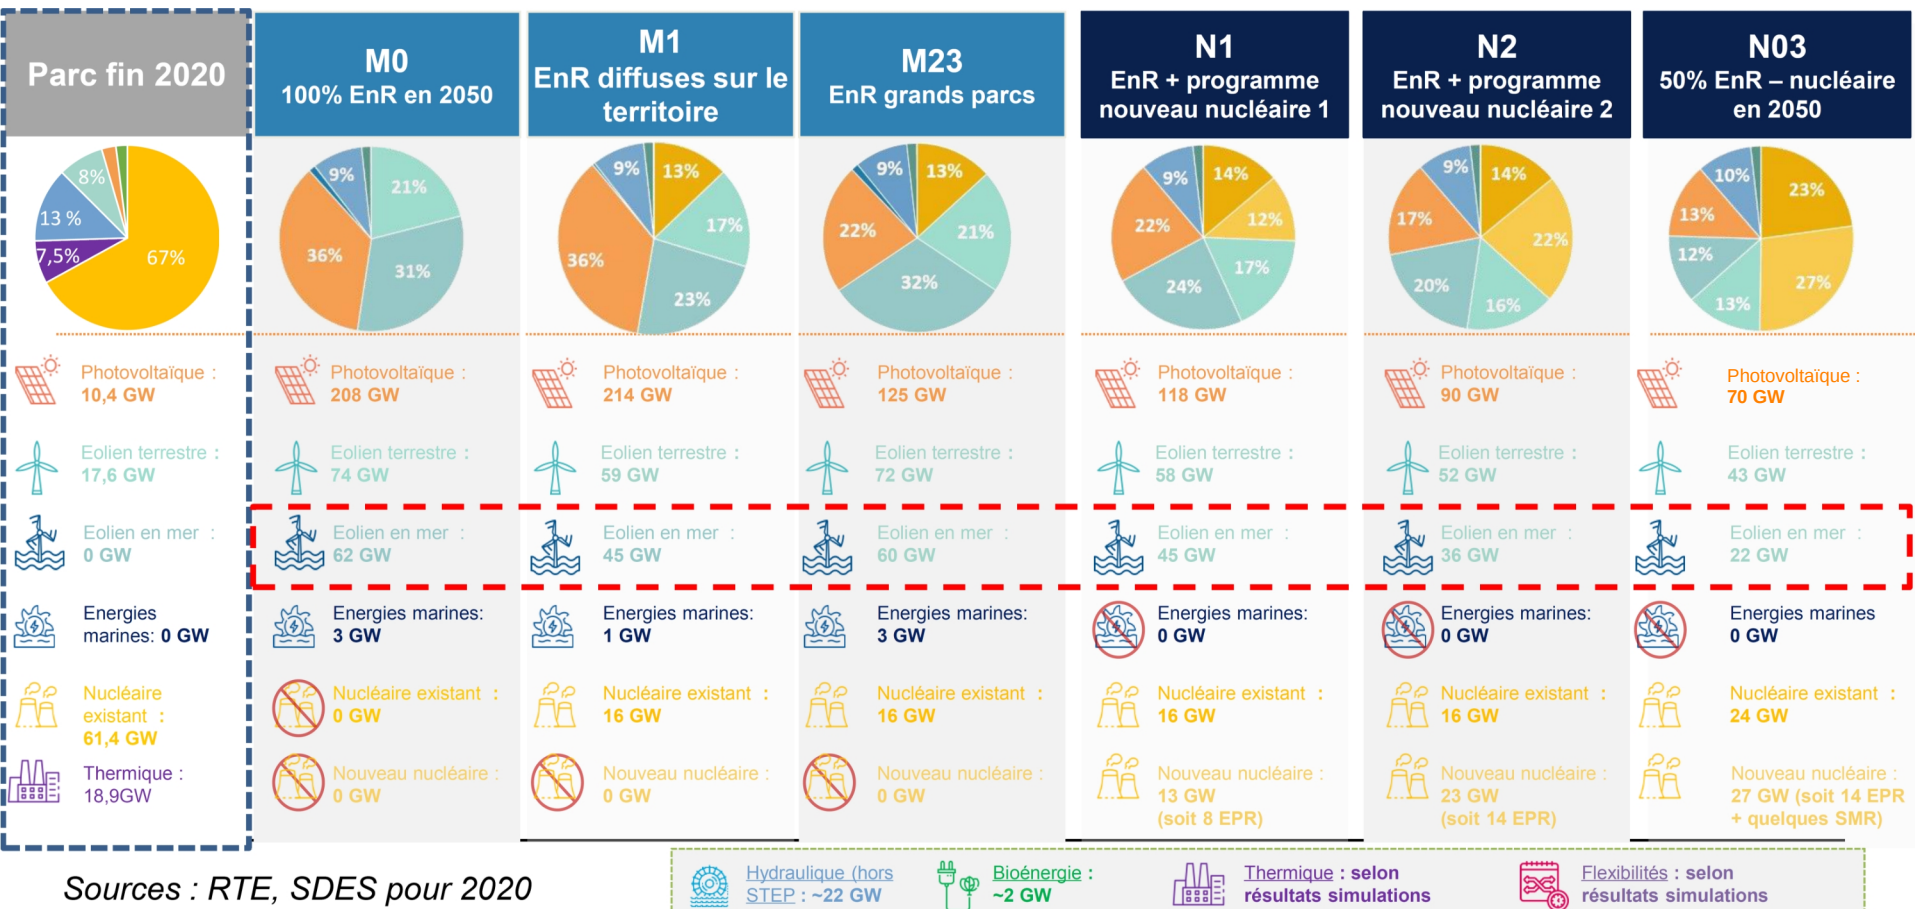 Parc fin 2020
67%
7,5%
13 %
8%
Photovoltaïque :
10,4 GW
Eolien terrestre :
17,6 GW
Eolien en mer :
0 GW
Energies
marines: 0 GW
Nucléaire
existant :
61,4 GW
Thermique :
18,9GW
M0
100% EnR en 2050
9%
21%
36%
31%
Photovoltaïque :
208 GW
Eolien terrestre :
74 GW
Eolien en mer :
62 GW
Energies marines:
3 GW
Nucléaire existant :
0 GW
Nouveau nucléaire :
0 GW
M1
EnR diffuses sur le
territoire
9%
13%
17%
36%
23%
Photovoltaïque :
214 GW
Eolien terrestre :
59 GW
Eolien en mer :
45 GW
Energies marines:
1 GW
Nucléaire existant :
16 GW
Nouveau nucléaire :
0 GW
M23
EnR grands parcs
9%
13%
22%
21%
32%
Photovoltaïque :
125 GW
Eolien terrestre :
72 GW
Eolien en mer :
60 GW
Energies marines:
3 GW
Nucléaire existant :
16 GW
Nouveau nucléaire :
0 GW
N1
EnR + programme
nouveau nucléaire 1
9%
14%
22%
12%
17%
24%
Photovoltaïque :
118 GW
Eolien terrestre :
58 GW
Eolien en mer :
45 GW
Energies marines:
0 GW
Nucléaire existant :
16 GW
Nouveau nucléaire :
13 GW
(soit 8 EPR)
N2
EnR + programme
nouveau nucléaire 2
9%
14%
17%
22%
20%
16%
Photovoltaïque :
90 GW
Eolien terrestre :
52 GW
Eolien en mer :
36 GW
Energies marines:
0 GW
Nucléaire existant :
16 GW
Nouveau nucléaire :
23 GW
(soit 14 EPR)
N03
50% EnR – nucléaire
en 2050
10%
23%
13%
12%
27%
13%
Photovoltaïque :
70 GW
Eolien terrestre :
43 GW
Eolien en mer :
22 GW
Energies marines
0 GW
Nucléaire existant :
24 GW
Nouveau nucléaire :
27 GW (soit 14 EPR
+ quelques SMR)
Sources : RTE, SDES pour 2020
Hydraulique (hors
STEP : ~22 GW
Bioénergie :
~2 GW
Thermique : selon
résultats simulations
Flexibilités : selon
résultats simulations